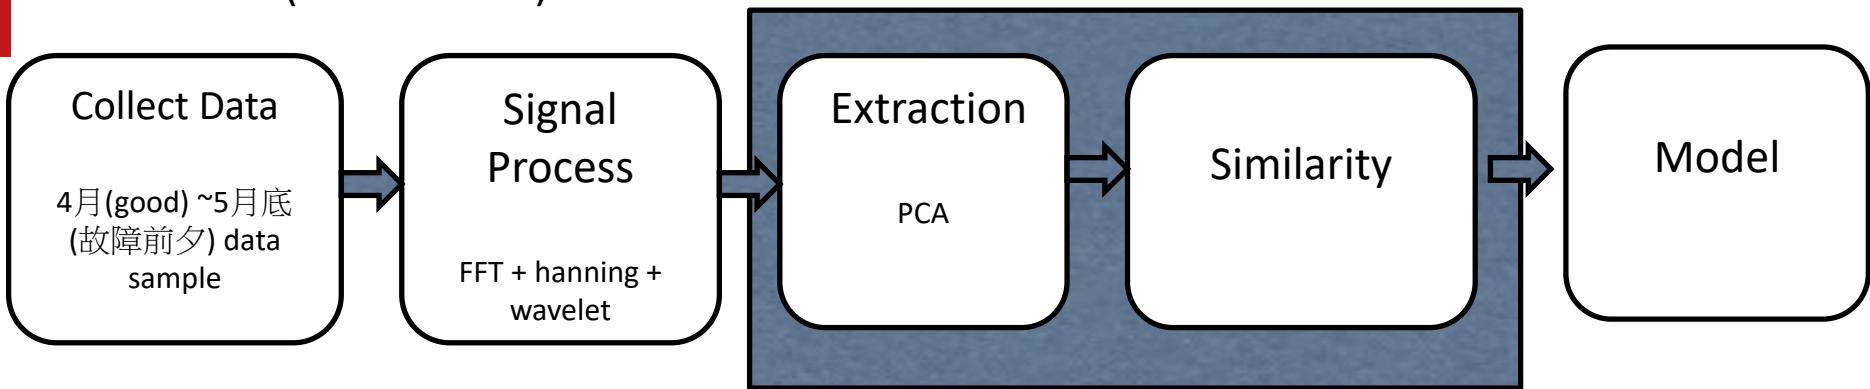 Collect Data
4月(good) ~5月底
(故障前夕) data
sample
Signal
Process
FFT + hanning +
wavelet
Extraction
PCA
Similarity
Model